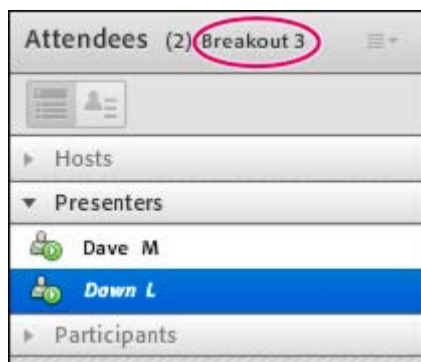 Attendees (2) Breakout 3
Hosts
Presenters
Dave M
Dawn L
Participants